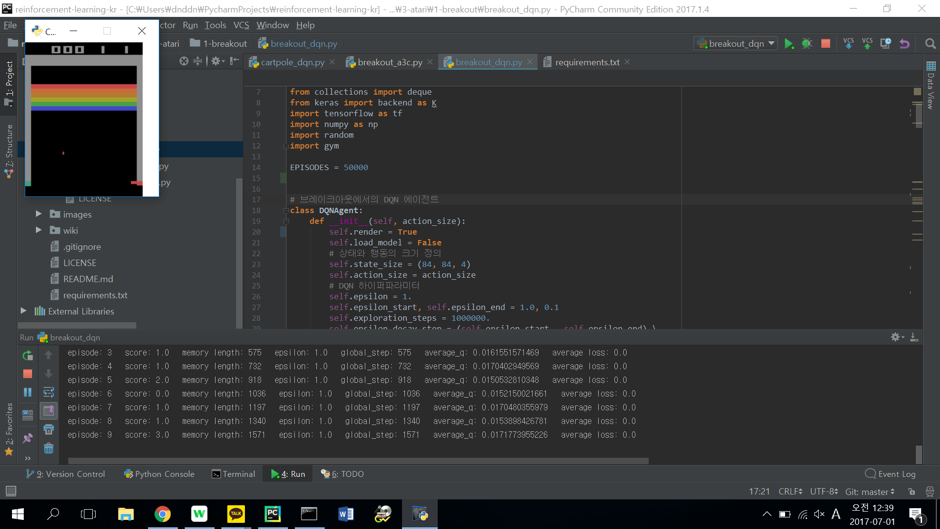 reinforcement-learning-kr - [C:\Users\dnddn\PycharmProjects\reinforcement-learning-kr] - ...\3-atari\1-breakout\breakout_dqn.py - PyCharm Community Edition 2017.1.4
File
Run Tools VCS Window Help
C...
-atari
1-breakout
breakout_dqn.py
breakout_dqn
VCS
VCS
cartpole_dqn.py
breakout_a3c.py
breakout_dqn.py
requirements.txt
1: Project
7: Structure
2: Favorites
Data View
000 1 1
.py
.py
LICENSE
images
wiki
.gitignore
LICENSE
README.md
requirements.txt
External Libraries
7 from collections import deque
8 from keras import backend as K
9 import tensorflow as tf
10 import numpy as np
11 import random
12 import gym
13
14 EPISODES = 50000
15
16
17 # 브레이크아웃에서의 DQN 에이전트
18 class DQNAgent:
19 def __init__(self, action_size):
20 self.render = True
21 self.load_model = False
22 # 상태와 행동의 크기 정의
23 self.state_size = (84, 84, 4)
24 self.action_size = action_size
25 # DQN 하이퍼파라미터
26 self.epsilon = 1.
27 self.epsilon_start, self.epsilon_end = 1.0, 0.1
28 self.exploration_steps = 1000000.
29 self.epsilon_decay_step = (self.epsilon_start - self.epsilon_end) \
Run breakout_dqn
episode: 3 score: 1.0 memory length: 575 epsilon: 1.0 global_step: 575 average_q: 0.0161551571469 average loss: 0.0
episode: 4 score: 1.0 memory length: 732 epsilon: 1.0 global_step: 732 average_q: 0.0170402949569 average loss: 0.0
episode: 5 score: 2.0 memory length: 918 epsilon: 1.0 global_step: 918 average_q: 0.0150532810348 average loss: 0.0
episode: 6 score: 0.0 memory length: 1036 epsilon: 1.0 global_step: 1036 average_q: 0.0152150021661 average loss: 0.0
episode: 7 score: 1.0 memory length: 1197 epsilon: 1.0 global_step: 1197 average_q: 0.0170480355979 average loss: 0.0
episode: 8 score: 1.0 memory length: 1340 epsilon: 1.0 global_step: 1340 average_q: 0.0153898426781 average loss: 0.0
episode: 9 score: 3.0 memory length: 1571 epsilon: 1.0 global_step: 1571 average_q: 0.0171773955226 average loss: 0.0
9: Version Control
Python Console
Terminal
4: Run
6: TODO
Event Log
17:21 CRLF UTF-8 Git: master
TALK
A
오전 12:39
2017-07-01
1